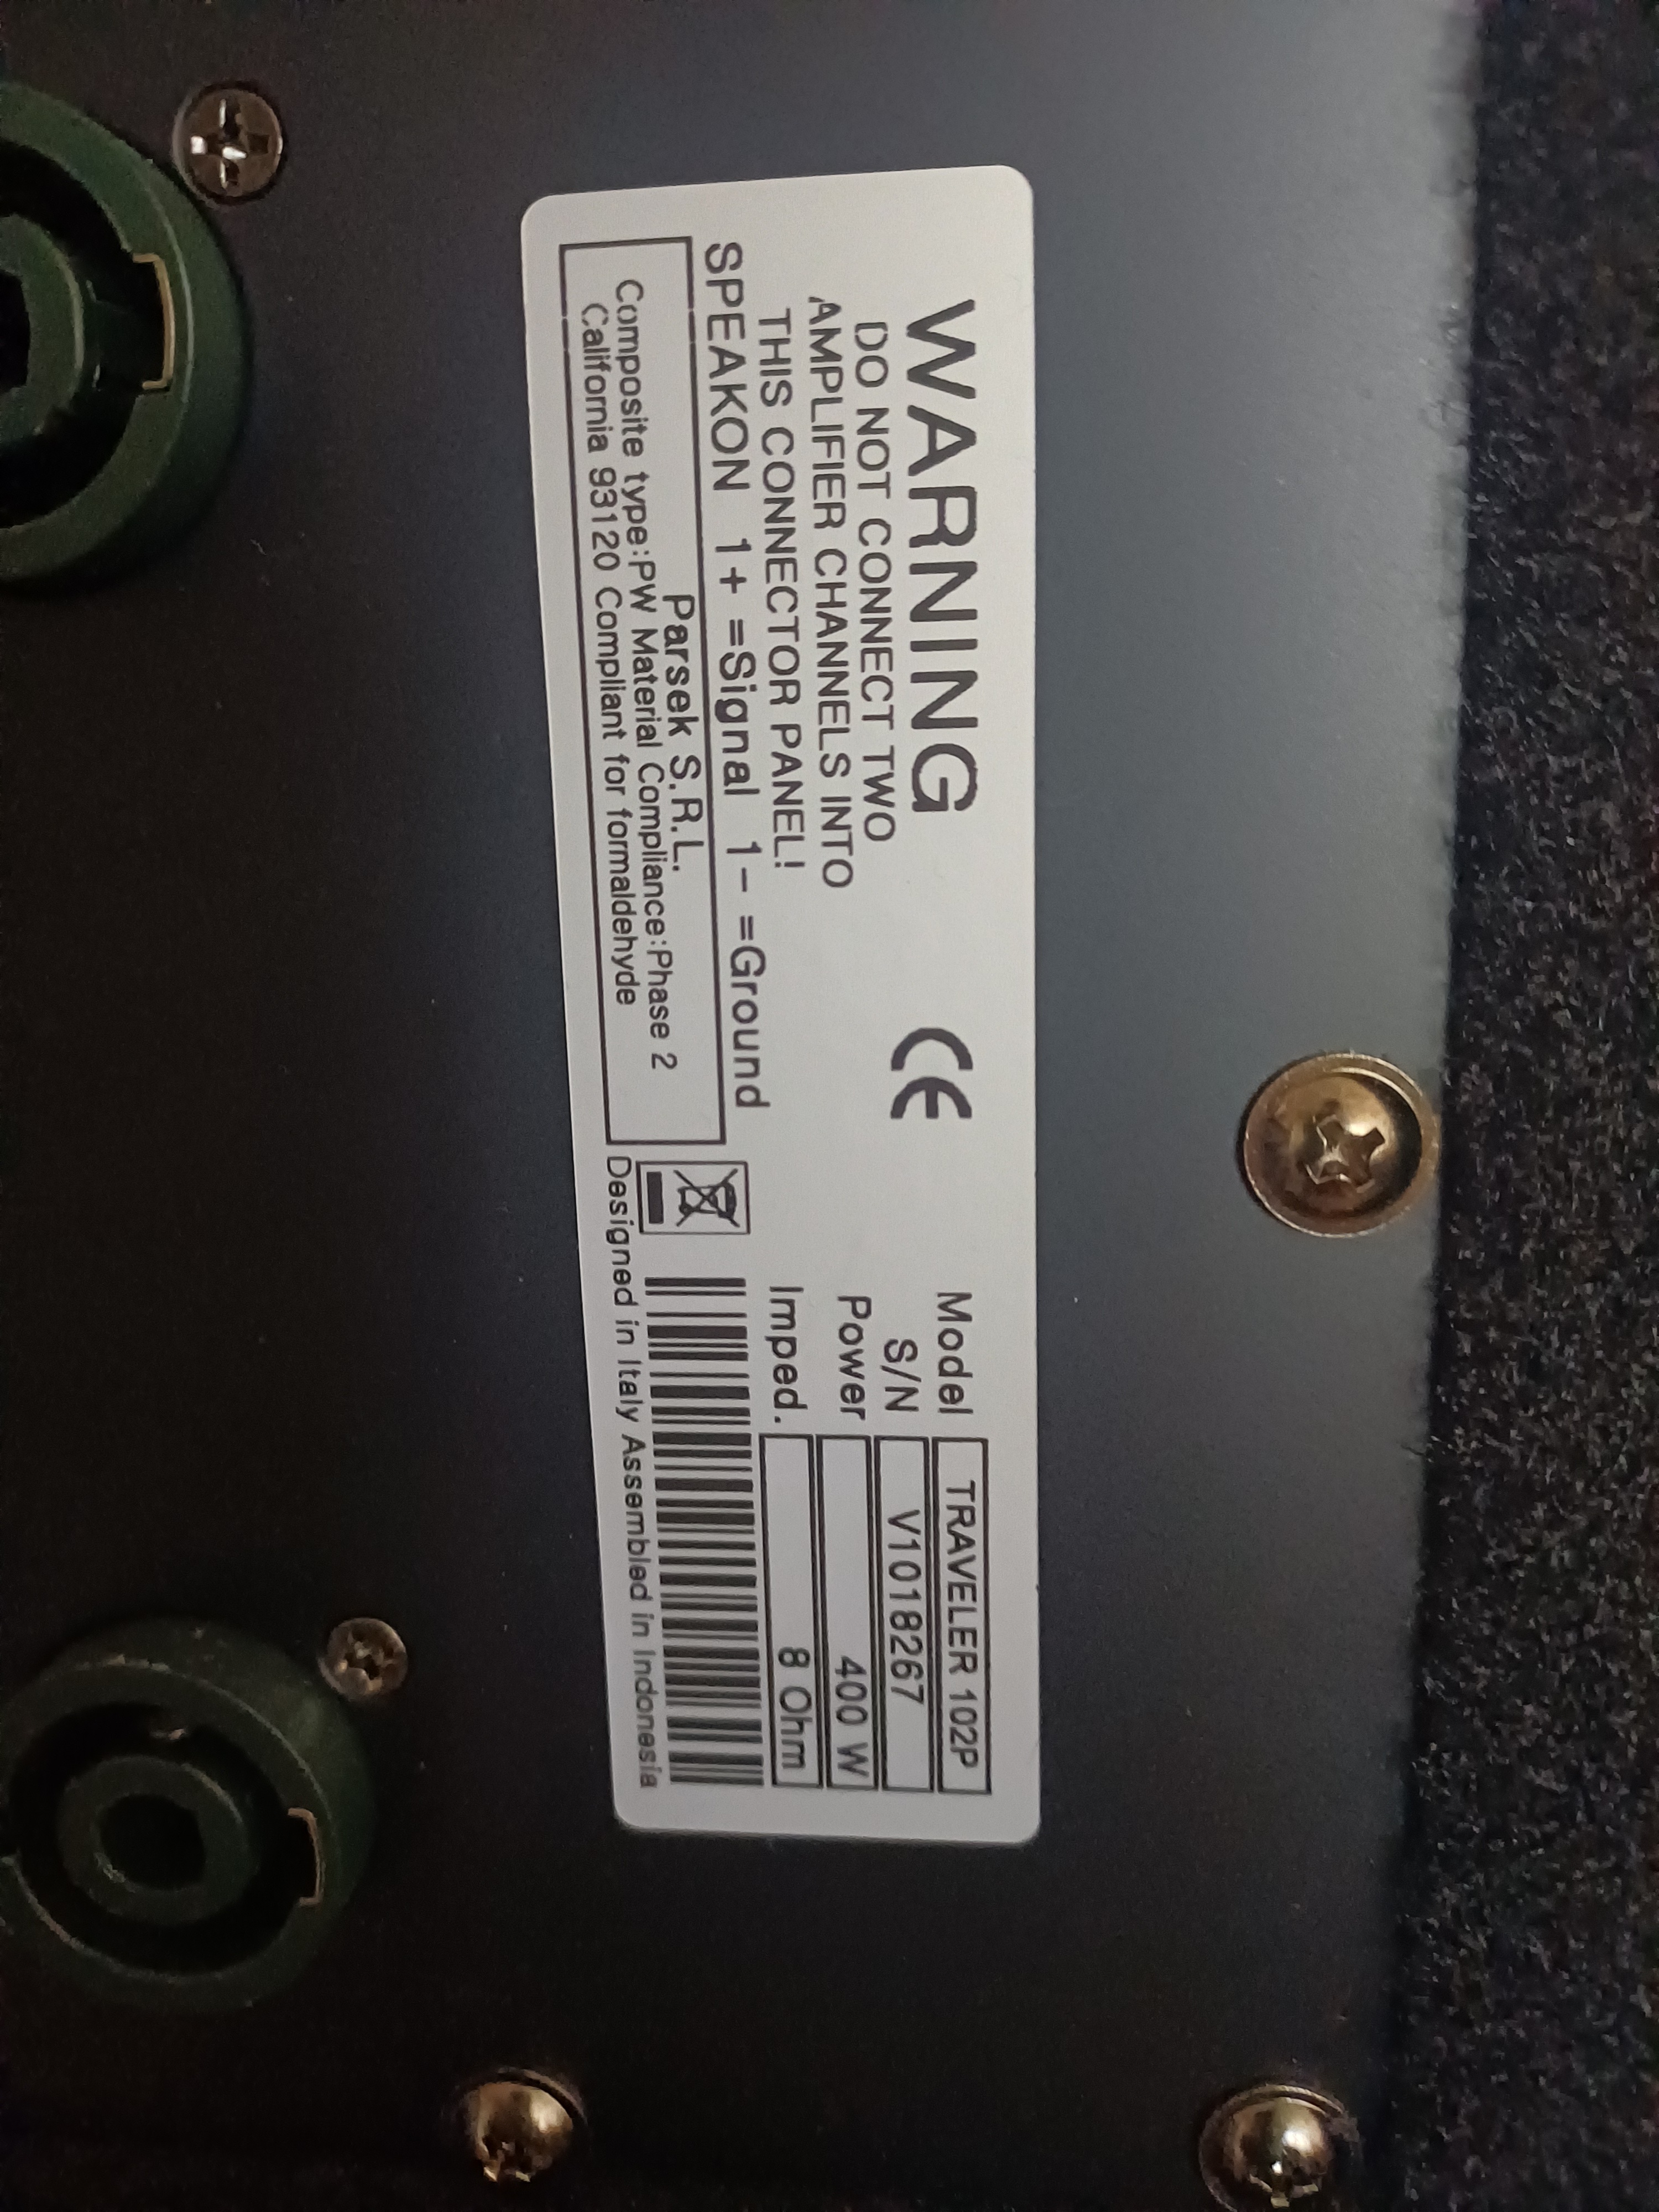 WARNING
DO NOT CONNECT TWO
AMPLIFIER CHANNELS INTO
THIS CONNECTOR PANEL!
SPEAKON 1+ =Signal 1- =Ground
Parsek S.R.L.
Composite type:PW Material Compliance:Phase 2
California 93120 Compliant for formaldehyde
CE
Model TRAVELER 102P
S/N V1018267
Power 400 W
Imped. 8 Ohm
Designed in Italy Assembled in Indonesia